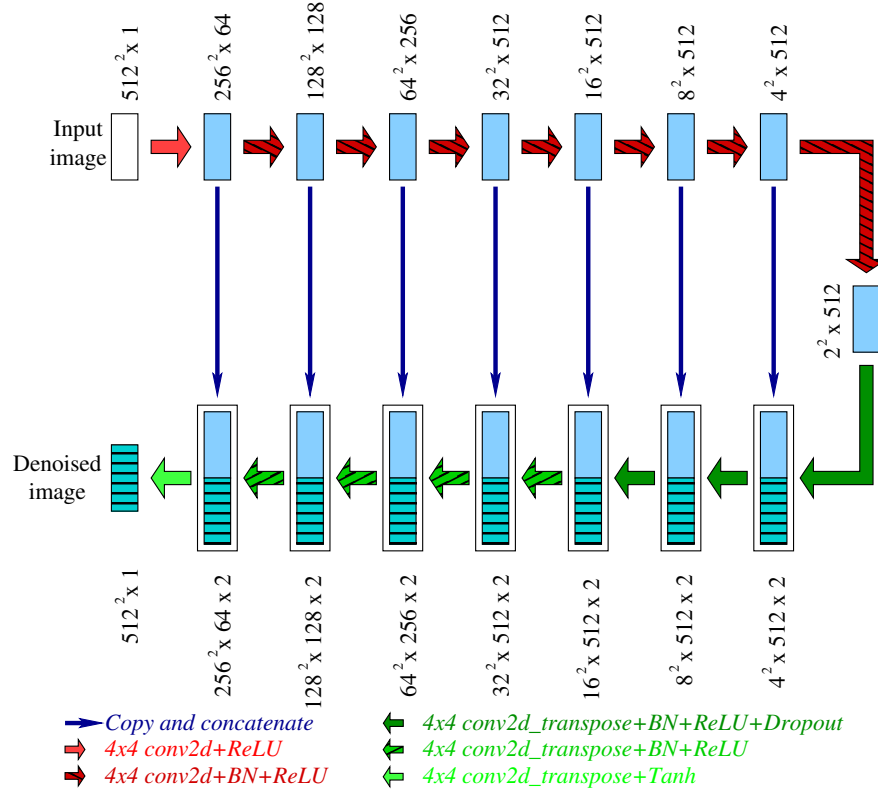 512² x 1
256² x 64
128² x 128
64² x 256
32² x 512
16² x 512
8² x 512
4² x 512
Input
image
2² x 512
Denoised
image
512² x 1
256² x 64 x 2
128² x 128 x 2
64² x 256 x 2
32² x 512 x 2
16² x 512 x 2
8² x 512 x 2
4² x 512 x 2
Copy and concatenate
4x4 conv2d+ReLU
4x4 conv2d+BN+ReLU
4x4 conv2d_transpose+BN+ReLU+Dropout
4x4 conv2d_transpose+BN+ReLU
4x4 conv2d_transpose+Tanh